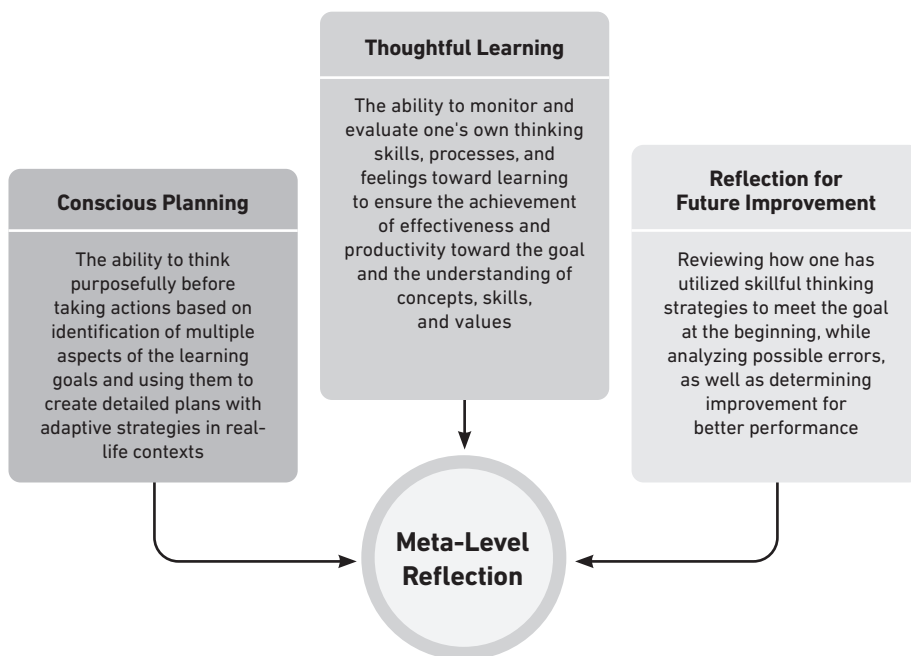 Conscious Planning
The ability to think
purposefully before
taking actions based on
identification of multiple
aspects of the learning
goals and using them to
create detailed plans with
adaptive strategies in real-
life contexts
Thoughtful Learning
The ability to monitor and
evaluate one's own thinking
skills, processes, and
feelings toward learning
to ensure the achievement
of effectiveness and
productivity toward the goal
and the understanding of
concepts, skills,
and values
Reflection for
Future Improvement
Reviewing how one has
utilized skillful thinking
strategies to meet the goal
at the beginning, while
analyzing possible errors,
as well as determining
improvement for
better performance
Meta-Level
Reflection